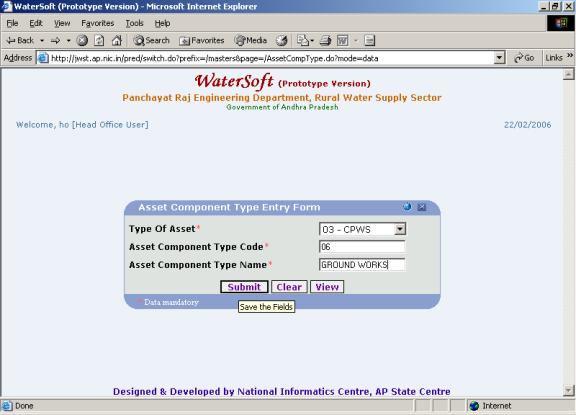 WaterSoft (Prototype Version) - Microsoft Internet Explorer
File Edit View Favorites Tools Help
Back Search Favorites Media
Address http://jwst.ap.nic.in/pred/switch.do?prefix=/masters&page=/AssetCompType.do?mode=data Go Links »
WaterSoft (Prototype Version)
Panchayat Raj Engineering Department, Rural Water Supply Sector
Government of Andhra Pradesh
Welcome, ho [Head Office User] 22/02/2006
Asset Component Type Entry Form
Type Of Asset* 03 - CPWS
Asset Component Type Code* 06
Asset Component Type Name* GROUND WORKS
Submit Clear View
* Data mandatory
Save the Fields
Designed & Developed by National Informatics Centre, AP State Centre
Done Internet